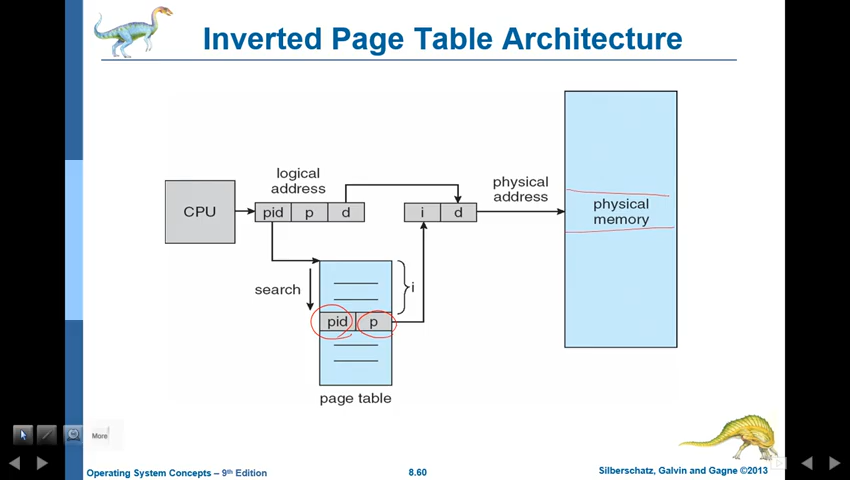 Inverted Page Table Architecture
logical
address
physical
address
CPU
pid p d
i d
physical
memory
search
i
pid p
page table
More
Operating System Concepts – 9th Edition
8.60
Silberschatz, Galvin and Gagne ©2013